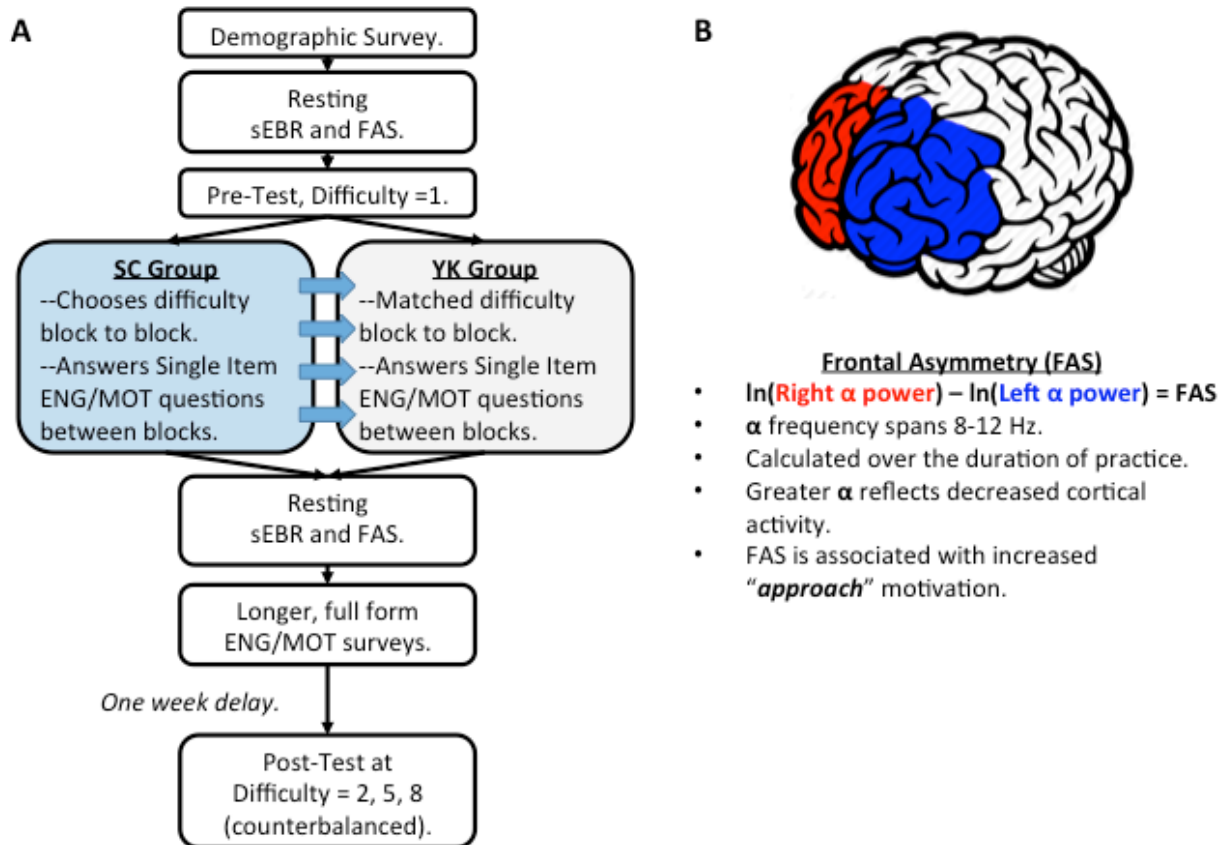 A
Demographic Survey.
Resting
sEBR and FAS.
Pre-Test, Difficulty =1.
SC Group
--Chooses difficulty
block to block.
--Answers Single Item
ENG/MOT questions
between blocks.
YK Group
--Matched difficulty
block to block.
--Answers Single Item
ENG/MOT questions
between blocks.
Resting
sEBR and FAS.
Longer, full form
ENG/MOT surveys.
One week delay.
Post-Test at
Difficulty = 2, 5, 8
(counterbalanced).
B
Frontal Asymmetry (FAS)
• ln(Right α power) – ln(Left α power) = FAS
• α frequency spans 8-12 Hz.
• Calculated over the duration of practice.
• Greater α reflects decreased cortical
activity.
• FAS is associated with increased
“approach” motivation.